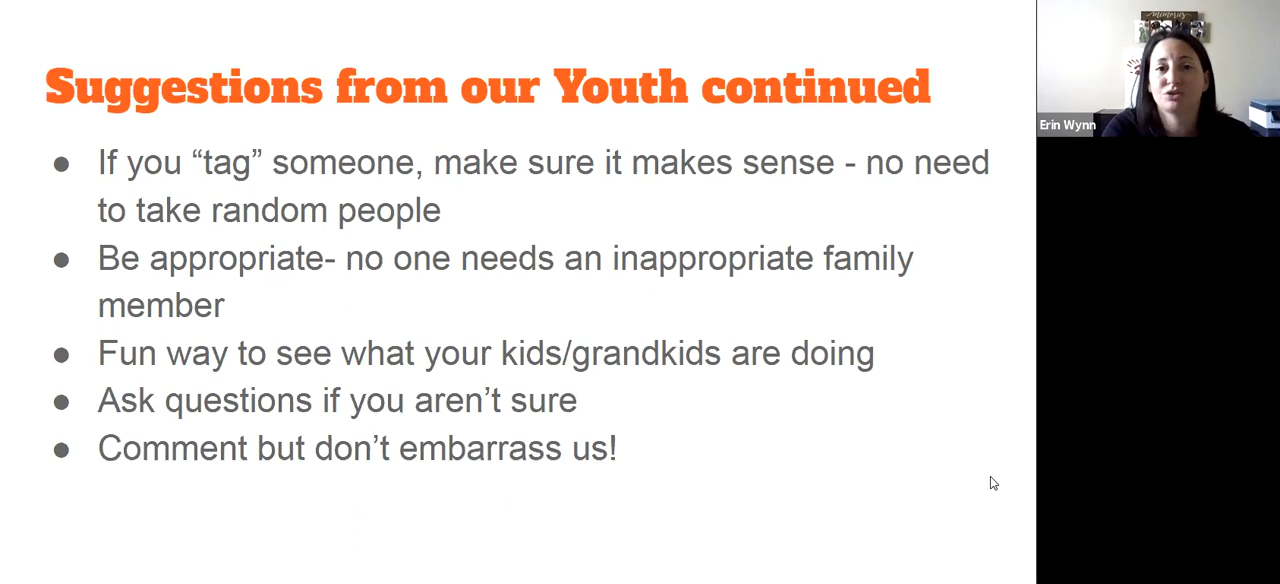 Suggestions from our Youth continued
● If you “tag” someone, make sure it makes sense - no need
to take random people
● Be appropriate- no one needs an inappropriate family
member
● Fun way to see what your kids/grandkids are doing
● Ask questions if you aren’t sure
● Comment but don’t embarrass us!
memories
Erin Wynn